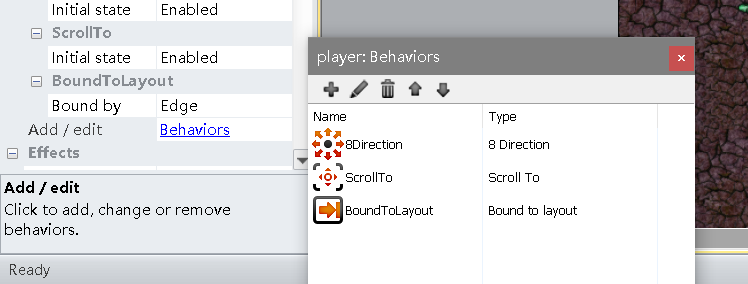 Initial state Enabled
ScrollTo
Initial state Enabled
BoundToLayout
Bound by Edge
Add / edit Behaviors
Effects
Add / edit
Click to add, change or remove
behaviors.
Ready
player: Behaviors
Name Type
8Direction 8 Direction
ScrollTo Scroll To
BoundToLayout Bound to layout